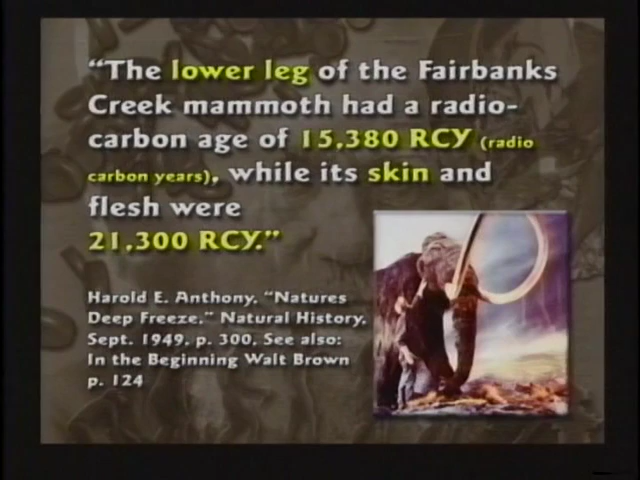 “The lower leg of the Fairbanks
Creek mammoth had a radio-
carbon age of 15,380 RCY (radio
carbon years), while its skin and
flesh were
21,300 RCY.”
Harold E. Anthony, “Natures
Deep Freeze,” Natural History,
Sept. 1949, p. 300, See also:
In the Beginning Walt Brown
p. 124